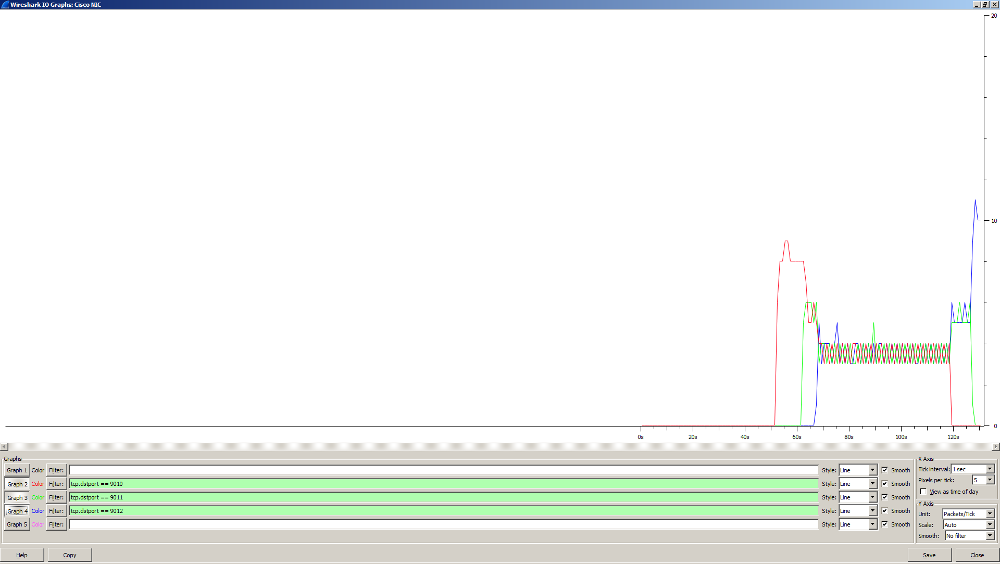 Wireshark IO Graphs: Cisco NIC
20
10
0
0s 20s 40s 60s 80s 100s 120s
Graphs
Graph 1 Color Filter: Style: Line Smooth
Graph 2 Color Filter: tcp.dstport == 9010 Style: Line Smooth
Graph 3 Color Filter: tcp.dstport == 9011 Style: Line Smooth
Graph 4 Color Filter: tcp.dstport == 9012 Style: Line Smooth
Graph 5 Color Filter: Style: Line Smooth
X Axis
Tick interval: 1 sec
Pixels per tick: 5
View as time of day
Y Axis
Unit: Packets/Tick
Scale: Auto
Smooth: No filter
Help Copy Save Close